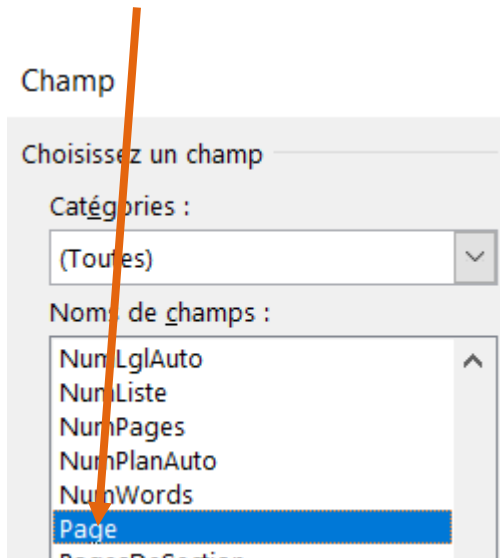 Champ
Choisissez un champ
Catégories :
(Toutes)
Noms de champs :
NumLglAuto
NumListe
NumPages
NumPlanAuto
NumWords
Page